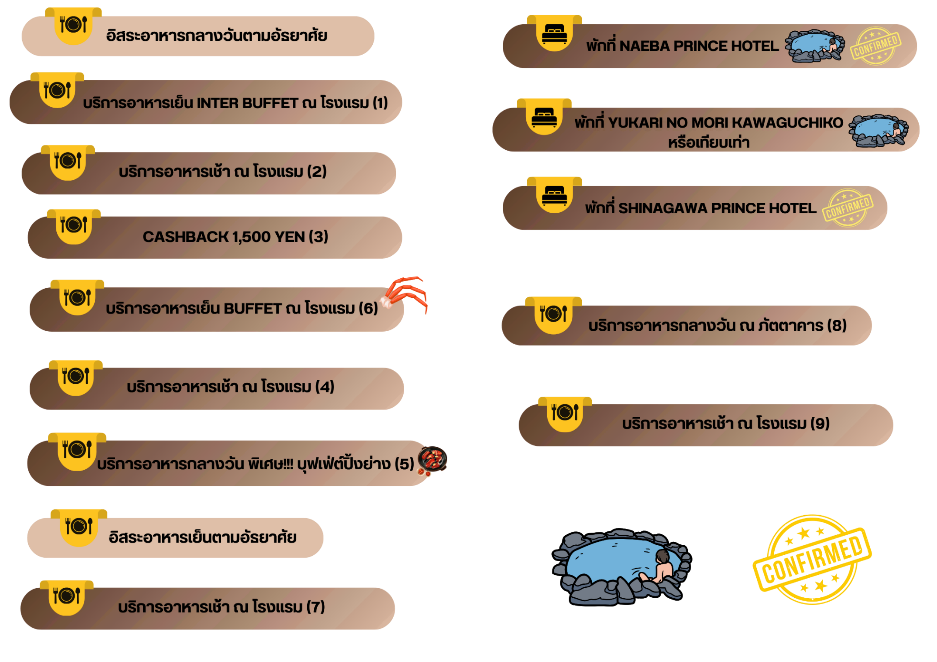 อิสระอาหารกลางวันตามอัธยาศัย
บริการอาหารเย็น INTER BUFFET ณ โรงแรม (1)
บริการอาหารเช้า ณ โรงแรม (2)
CASHBACK 1,500 YEN (3)
บริการอาหารเย็น BUFFET ณ โรงแรม (6)
บริการอาหารเช้า ณ โรงแรม (4)
บริการอาหารกลางวัน พิเศษ!!! บุฟเฟ่ต์ปิ้งย่าง (5)
อิสระอาหารเย็นตามอัธยาศัย
บริการอาหารเช้า ณ โรงแรม (7)
พักที่ NAEBA PRINCE HOTEL
CONFIRMED
พักที่ YUKARI NO MORI KAWAGUCHIKO
หรือเทียบเท่า
พักที่ SHINAGAWA PRINCE HOTEL
CONFIRMED
บริการอาหารกลางวัน ณ ภัตตาคาร (8)
บริการอาหารเช้า ณ โรงแรม (9)
CONFIRMED